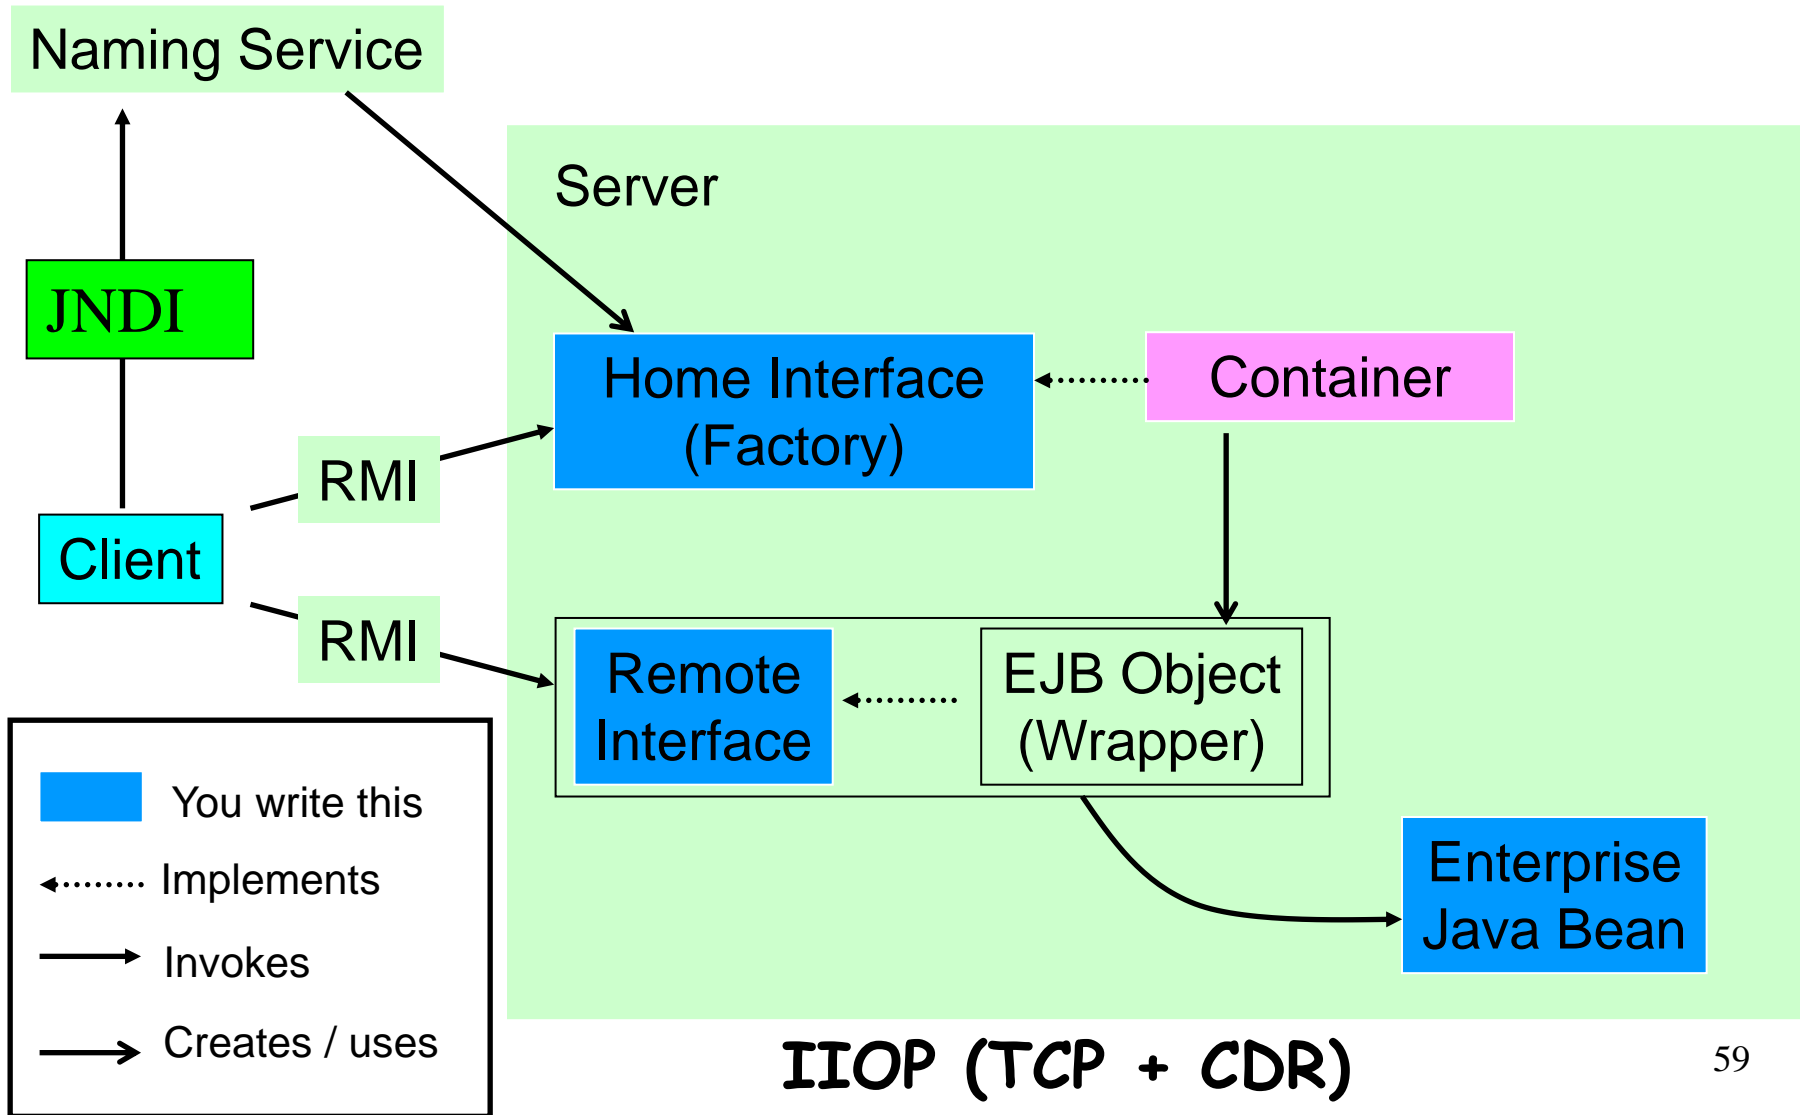 Naming Service
Server
JNDI
Home Interface
(Factory)
Container
RMI
Client
RMI
Remote
Interface
EJB Object
(Wrapper)
You write this
Implements
Invokes
Creates / uses
Enterprise
Java Bean
IIOP (TCP + CDR)
59